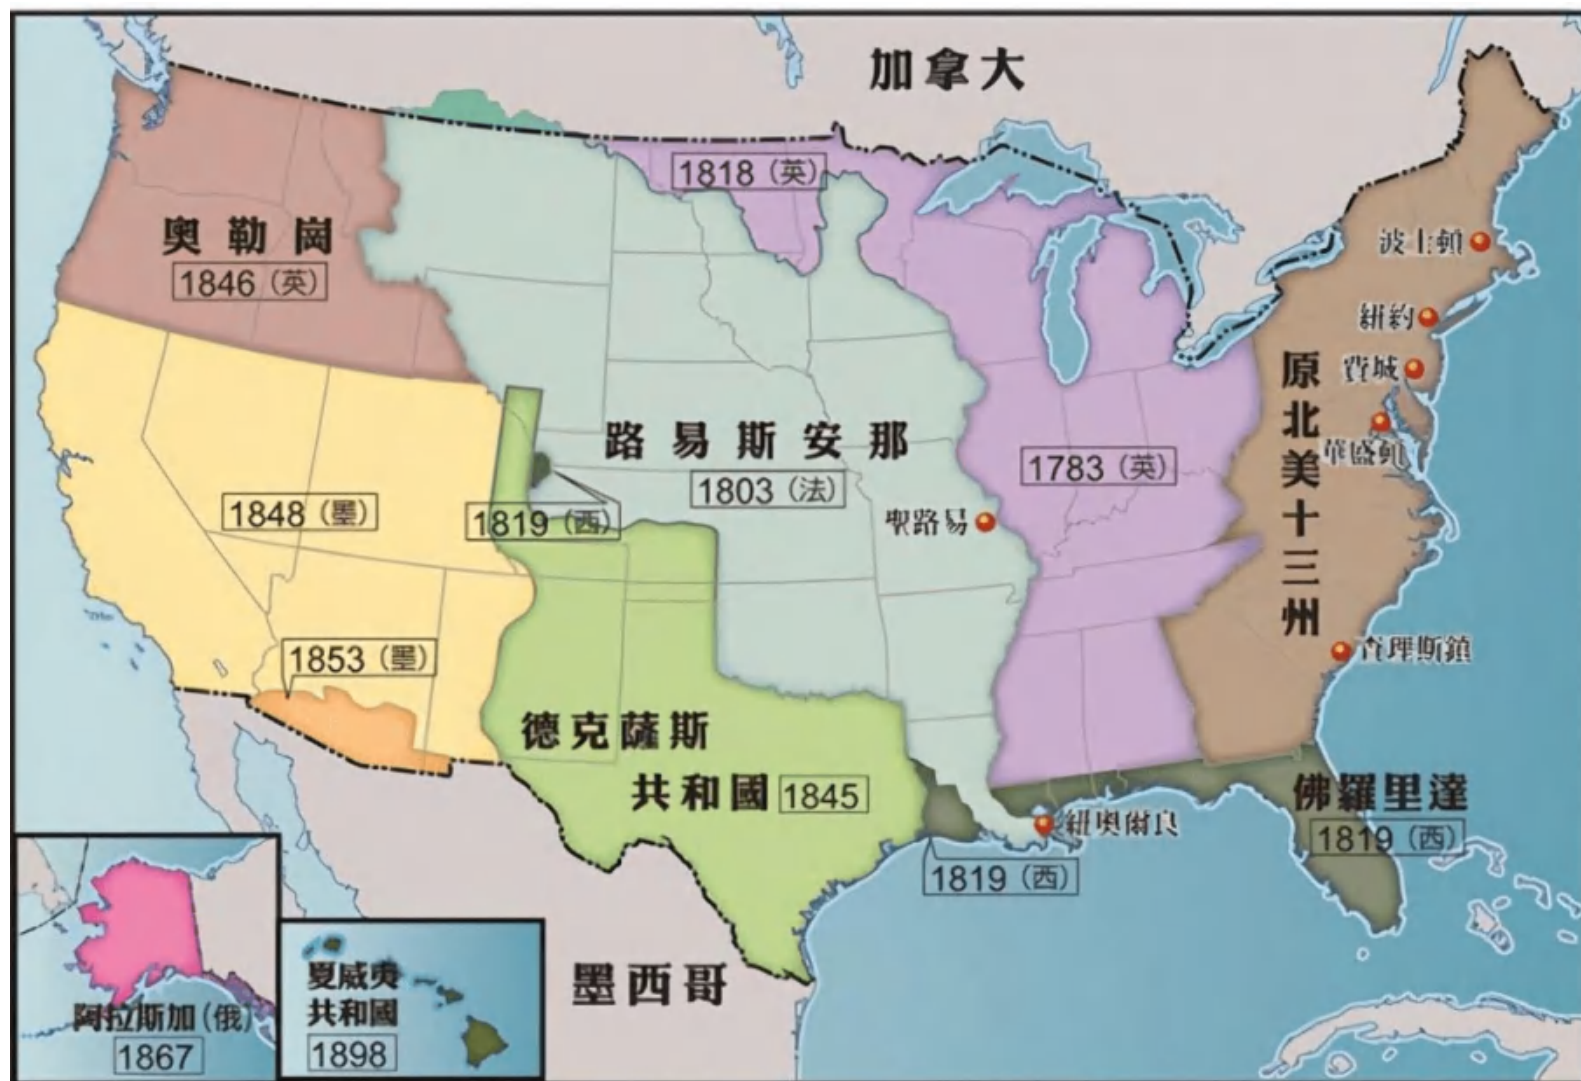 加拿大
1818 (英)
奧勒崗
1846 (英)
波士頓
紐約
費城
華盛頓
原北美十三州
路易斯安那
1803 (法)
1783 (英)
聖路易
1848 (墨)
1819 (西)
1853 (墨)
查理斯鎮
德克薩斯
共和國 1845
佛羅里達
1819 (西)
紐奧爾良
1819 (西)
墨西哥
阿拉斯加 (俄)
1867
夏威夷
共和國
1898